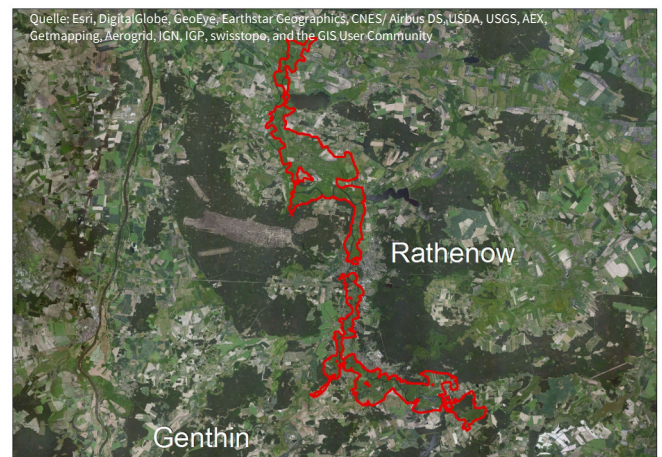 Quelle: Esri, DigitalGlobe, GeoEye, Earthstar Geographics, CNES/ Airbus DS, USDA, USGS, AEX,
Getmapping, Aerogrid, IGN, IGP, swisstopo, and the GIS User Community
Rathenow
Genthin